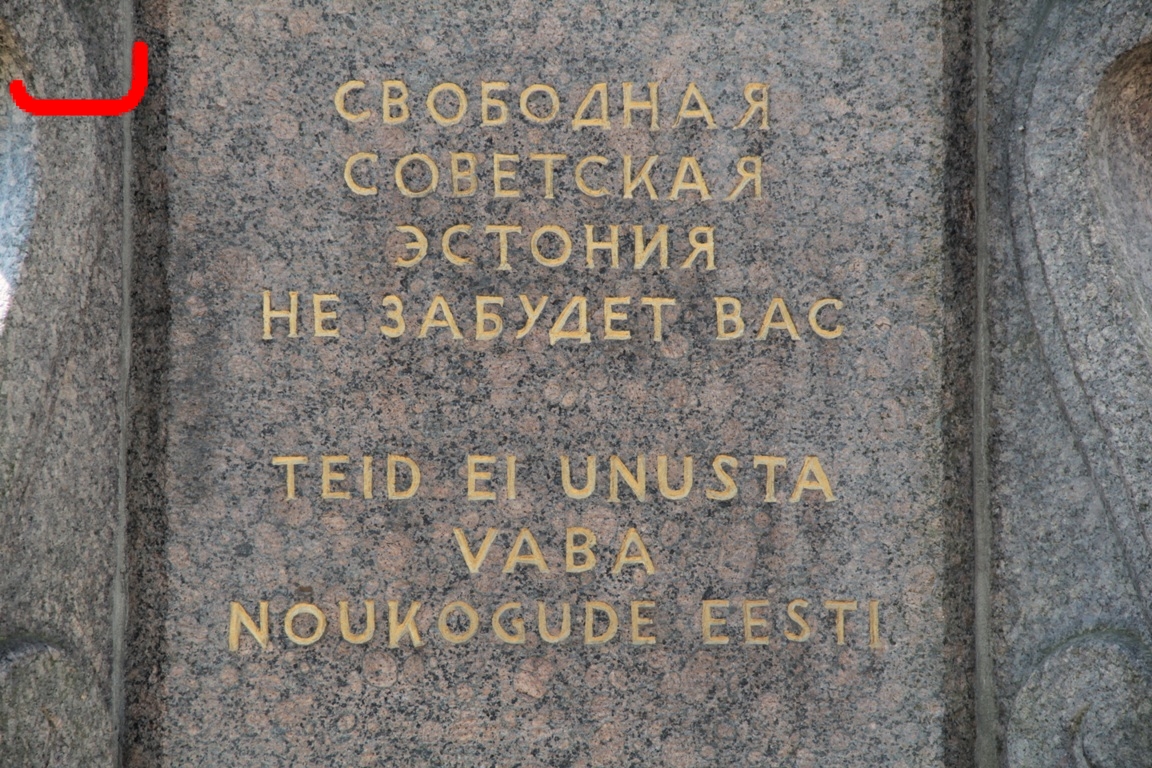 СВОБОДНАЯ
СОВЕТСКАЯ
ЭСТОНИЯ
НЕ ЗАБУДЕТ ВАС
TEID EI UNUSTA
VABA
NOUKOGUDE EESTI